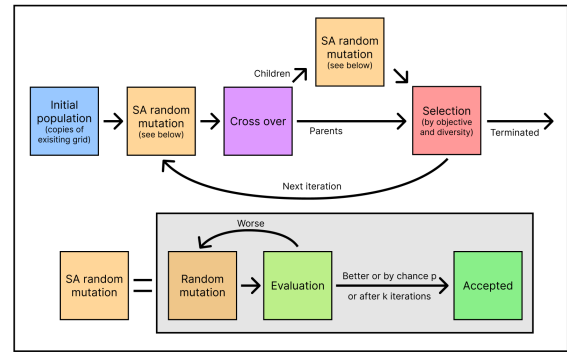 SA random
mutation
(see below)
Children
Initial
population
(copies of
exisiting grid)
SA random
mutation
(see below)
Cross over
Parents
Selection
(by objective
and diversity)
Terminated
Next iteration
Worse
SA random
mutation
Random
mutation
Evaluation
Better or by chance p
or after k iterations
Accepted